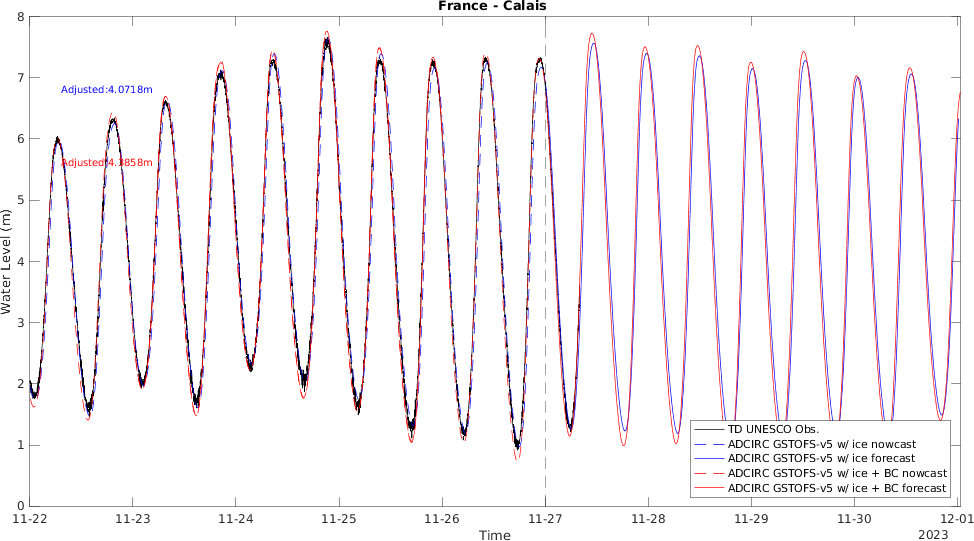 France - Calais
8
7
6
5
4
3
2
1
0
Water Level (m)
Adjusted:4.0718m
Adjusted:4.3858m
TD UNESCO Obs.
ADCIRC GSTOFS-v5 w/ ice nowcast
ADCIRC GSTOFS-v5 w/ ice forecast
ADCIRC GSTOFS-v5 w/ ice + BC nowcast
ADCIRC GSTOFS-v5 w/ ice + BC forecast
11-22 11-23 11-24 11-25 11-26 11-27 11-28 11-29 11-30 12-01
Time
2023